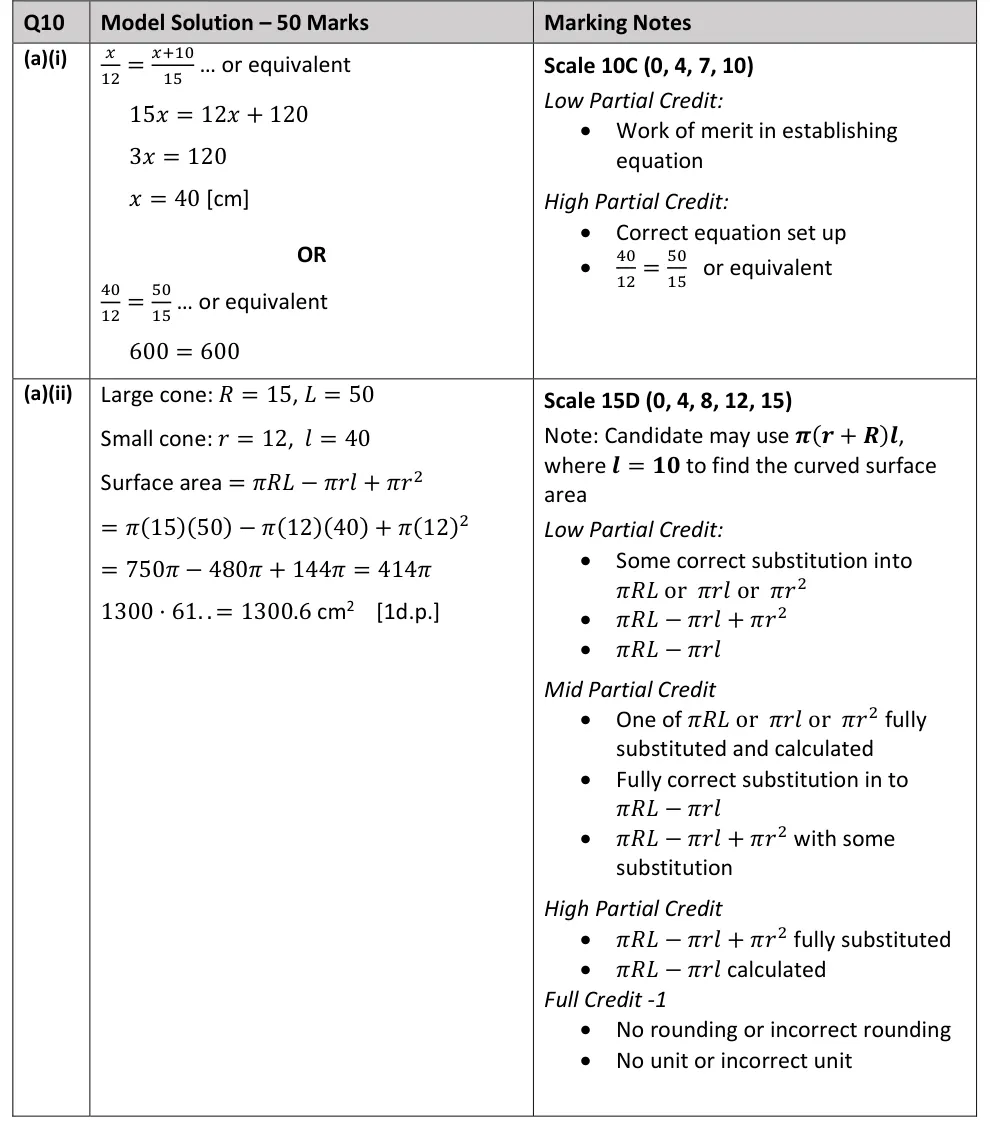 Q10 Model Solution – 50 Marks Marking Notes
(a)(i)
x/12 = (x+10)/15 … or equivalent
15x = 12x + 120
3x = 120
x = 40 [cm]
OR
40/12 = 50/15 … or equivalent
600 = 600
Scale 10C (0, 4, 7, 10)
Low Partial Credit:
• Work of merit in establishing
equation
High Partial Credit:
• Correct equation set up
• 40/12 = 50/15 or equivalent
(a)(ii)
Large cone: R = 15, L = 50
Small cone: r = 12, l = 40
Surface area = πRL − πrl + πr²
= π(15)(50) − π(12)(40) + π(12)²
= 750π − 480π + 144π = 414π
1300 · 61. . = 1300.6 cm² [1d.p.]
Scale 15D (0, 4, 8, 12, 15)
Note: Candidate may use π(r + R)l,
where l = 10 to find the curved surface
area
Low Partial Credit:
• Some correct substitution into
πRL or πrl or πr²
• πRL − πrl + πr²
• πRL − πrl
Mid Partial Credit
• One of πRL or πrl or πr² fully
substituted and calculated
• Fully correct substitution in to
πRL − πrl
• πRL − πrl + πr² with some
substitution
High Partial Credit
• πRL − πrl + πr² fully substituted
• πRL − πrl calculated
Full Credit -1
• No rounding or incorrect rounding
• No unit or incorrect unit